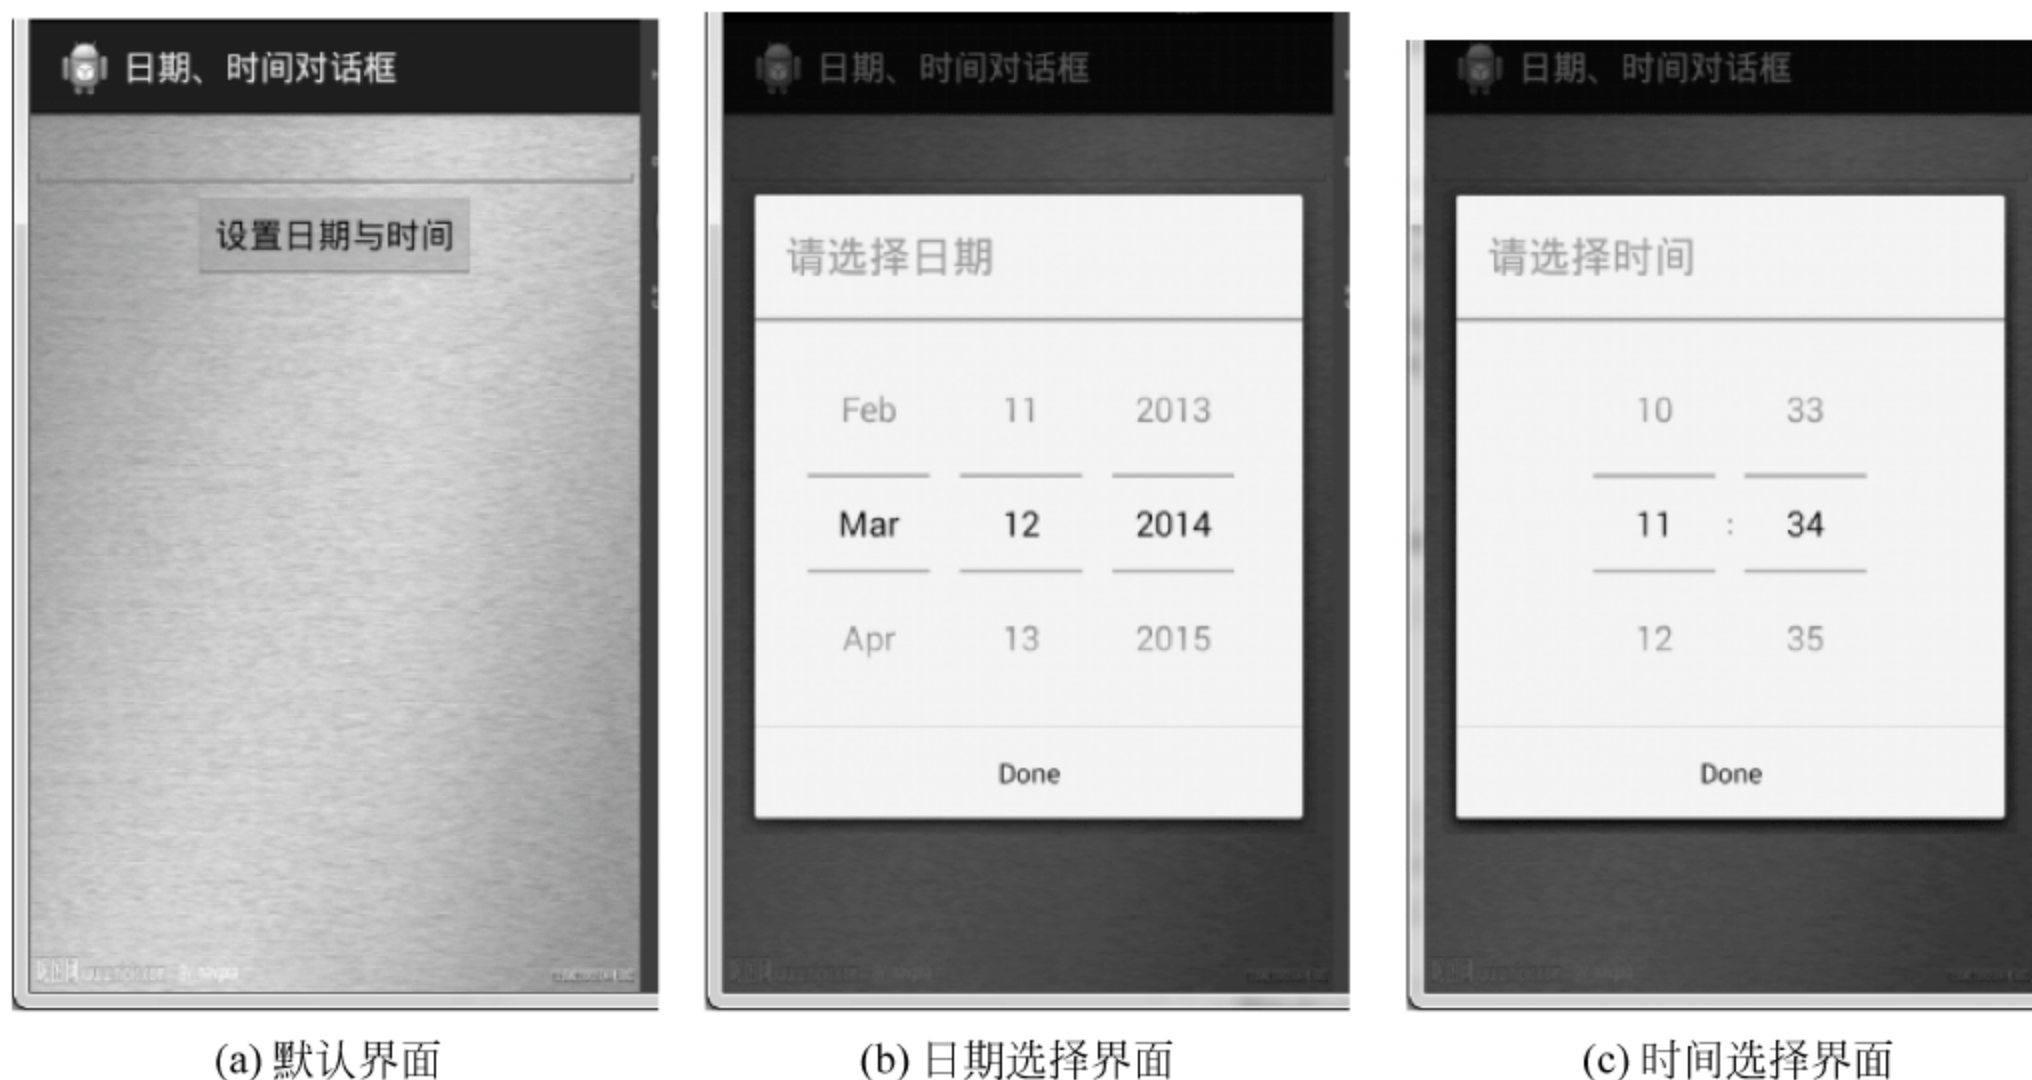 日期、时间对话框
设置日期与时间
(a) 默认界面
日期、时间对话框
请选择日期
Feb 11 2013
Mar 12 2014
Apr 13 2015
Done
(b) 日期选择界面
日期、时间对话框
请选择时间
10 33
11 : 34
12 35
Done
(c) 时间选择界面